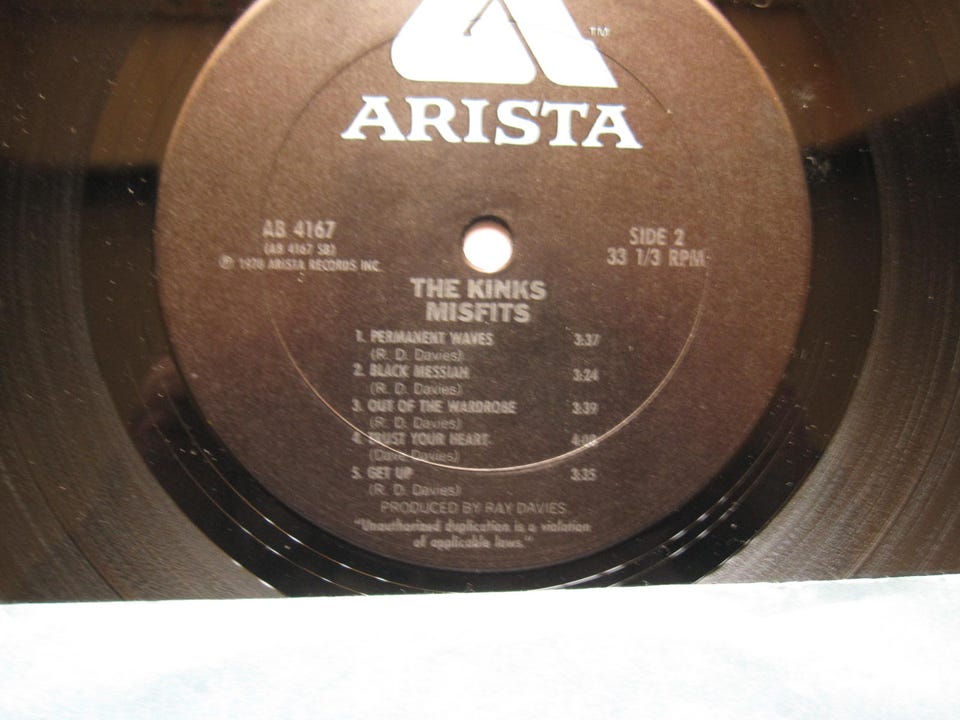 TM
ARISTA
AB 4167
(AB 4167 SB)
℗ 1978 ARISTA RECORDS INC.
SIDE 2
33 1/3 RPM
THE KINKS
MISFITS
1. PERMANENT WAVES 3:37
(R. D. Davies)
2. BLACK MESSIAH 3:24
(R. D. Davies)
3. OUT OF THE WARDROBE 3:39
(R. D. Davies)
4. TRUST YOUR HEART
(Dave Davies)
5. GET UP 3:35
(R. D. Davies)
PRODUCED BY RAY DAVIES
"Unauthorized duplication is a violation
of applicable laws."